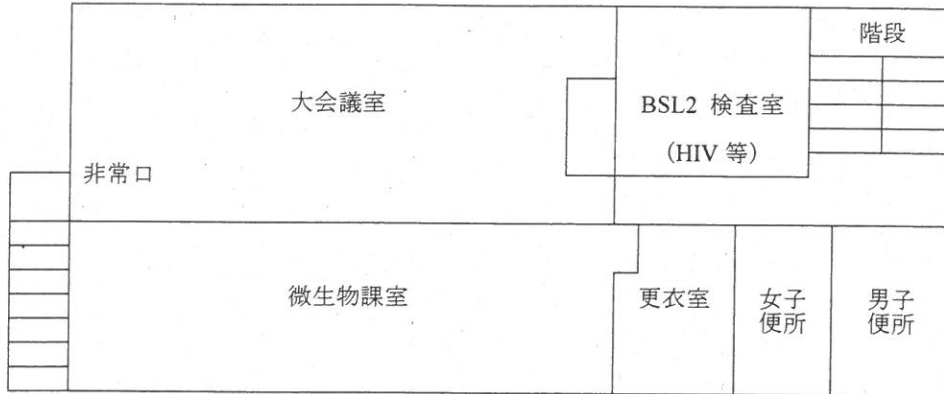 階段
大会議室
BSL2 検査室
（HIV 等）
非常口
微生物課室
更衣室
女子
便所
男子
便所